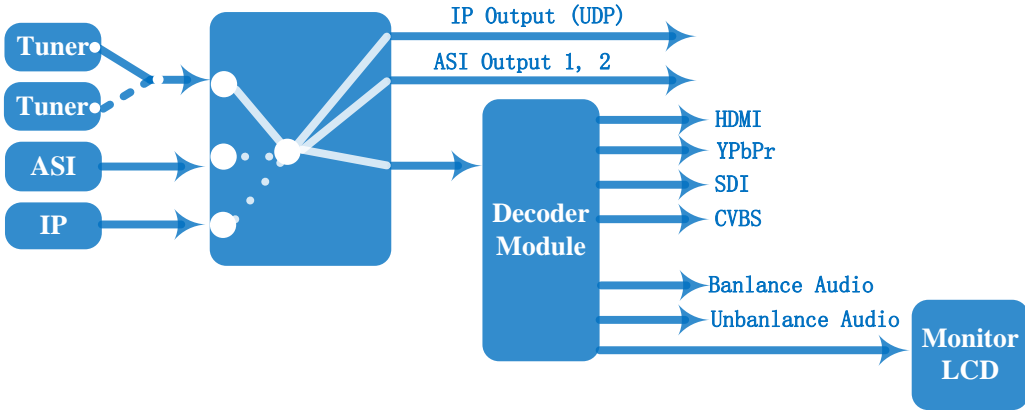 Tuner
Tuner
ASI
IP
IP Output (UDP)
ASI Output 1, 2
Decoder
Module
HDMI
YPbPr
SDI
CVBS
Banlance Audio
Unbanlance Audio
Monitor
LCD